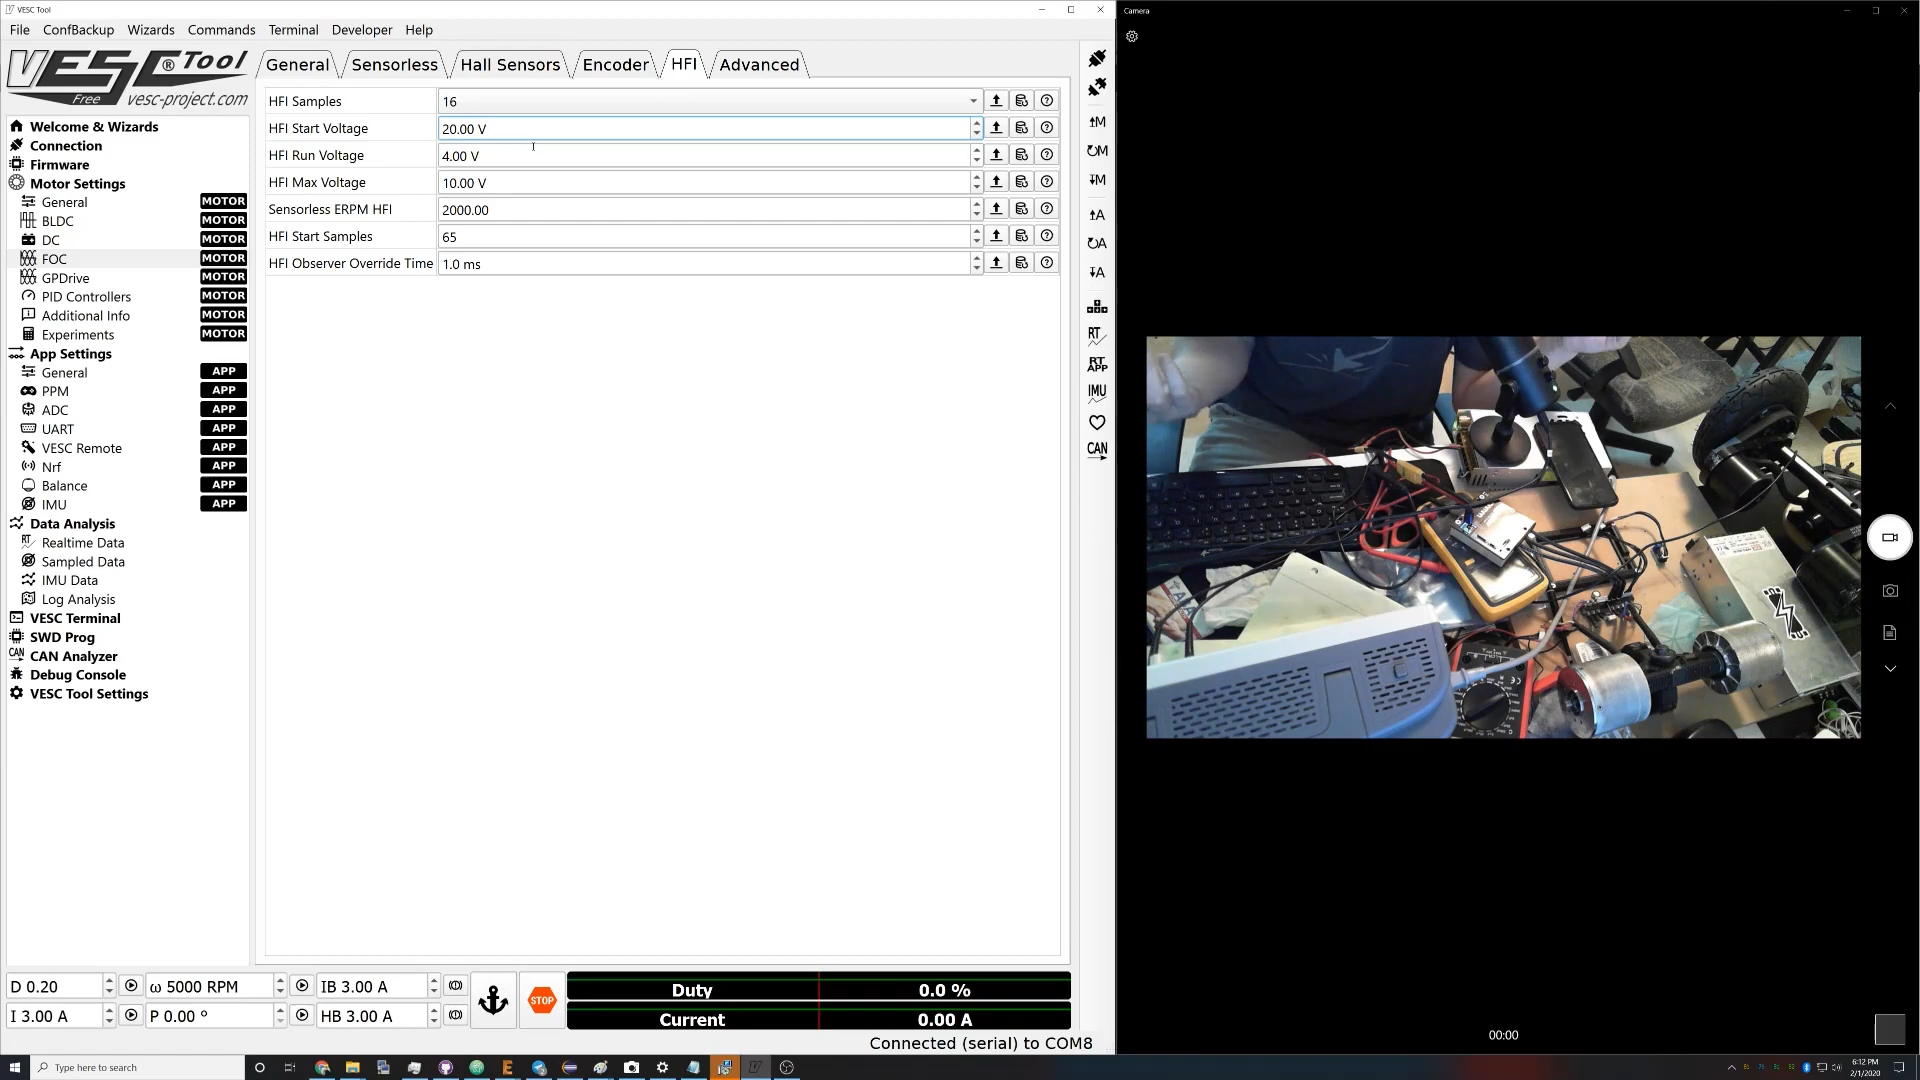 VESC Tool
File ConfBackup Wizards Commands Terminal Developer Help
VESC® Tool
Free vesc-project.com
Welcome & Wizards
Connection
Firmware
Motor Settings
General MOTOR
BLDC MOTOR
DC MOTOR
FOC MOTOR
GPDrive MOTOR
PID Controllers MOTOR
Additional Info MOTOR
Experiments MOTOR
App Settings
General APP
PPM APP
ADC APP
UART APP
VESC Remote APP
Nrf APP
Balance APP
IMU APP
Data Analysis
RT Realtime Data
Sampled Data
IMU Data
Log Analysis
VESC Terminal
SWD Prog
CAN CAN Analyzer
Debug Console
VESC Tool Settings
General Sensorless Hall Sensors Encoder HFI Advanced
HFI Samples 16
HFI Start Voltage 20.00 V
HFI Run Voltage 4.00 V
HFI Max Voltage 10.00 V
Sensorless ERPM HFI 2000.00
HFI Start Samples 65
HFI Observer Override Time 1.0 ms
M
M
M
A
A
A
RT
RT
APP
IMU
CAN
D 0.20 ω 5000 RPM IB 3.00 A
I 3.00 A P 0.00 ° HB 3.00 A
STOP
Duty 0.0 %
Current 0.00 A
Connected (serial) to COM8
Camera
00:00
Type here to search
6:12 PM
2/1/2020